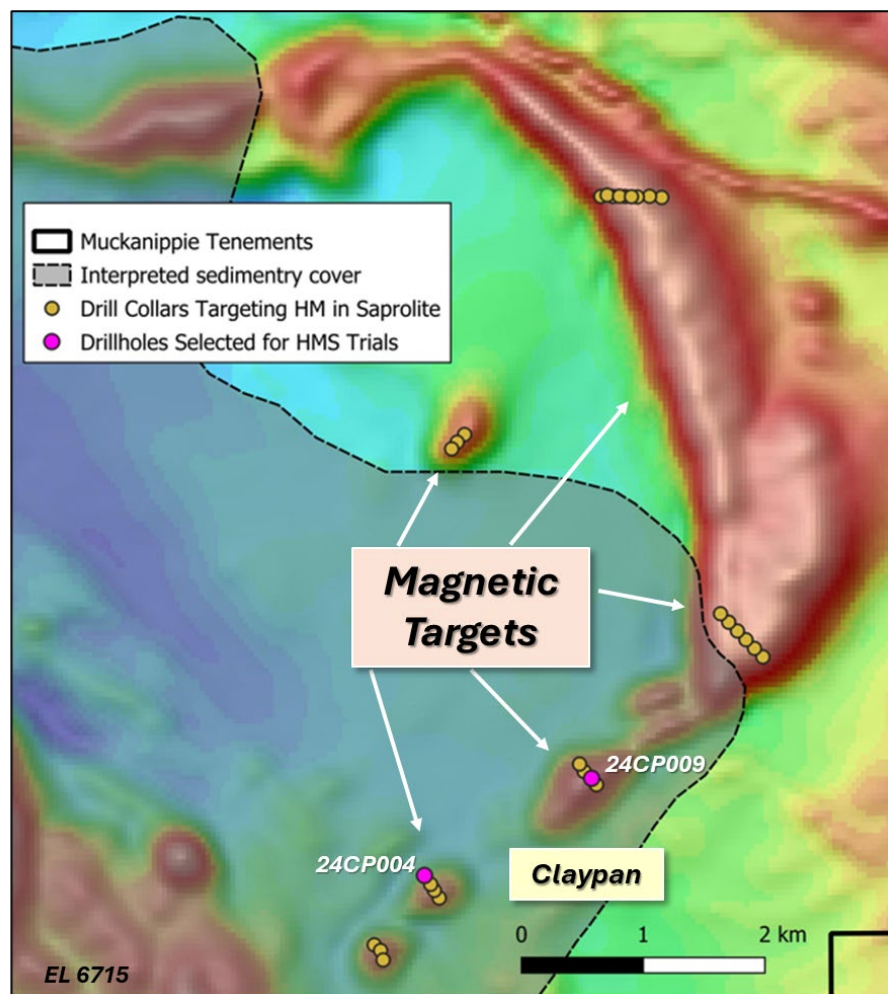 Muckanippie Tenements
Interpreted sedimentry cover
Drill Collars Targeting HM in Saprolite
Drillholes Selected for HMS Trials
Magnetic
Targets
24CP009
24CP004
Claypan
0 1 2 km
EL 6715